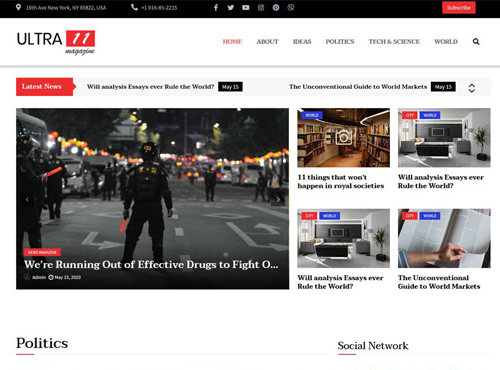 19th Ave New York, NY 95822, USA
+1 916-85-2235
Subscribe
ULTRA 11
magazine
HOME
ABOUT
IDEAS
POLITICS
TECH & SCIENCE
WORLD
Latest News
Will analysis Essays ever Rule the World?
May 15
The Unconventional Guide to World Markets
May 15
NEWS MAGAZINE
We're Running Out of Effective Drugs to Fight O...
Admin
May 15, 2020
WORLD
11 things that won't
happen in royal societies
CITY
WORLD
Will analysis Essays ever
Rule the World?
CITY
WORLD
Will analysis Essays ever
Rule the World?
CITY
WORLD
The Unconventional
Guide to World Markets
Politics
Social Network